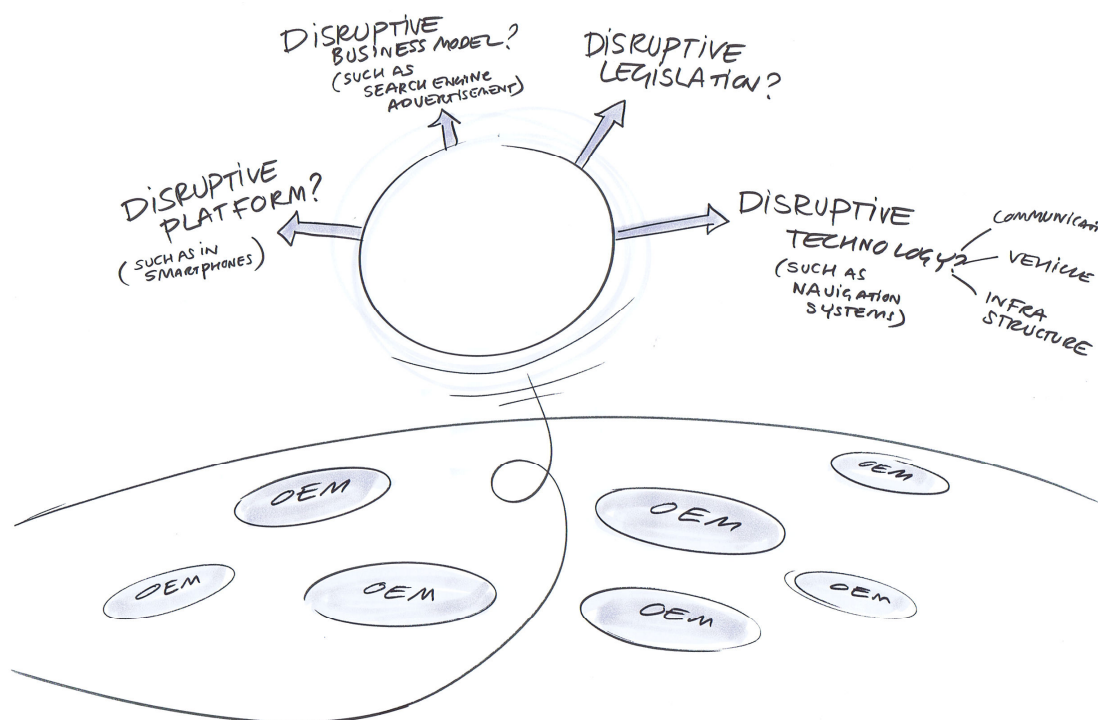 DISRUPTIVE
BUSINESS MODEL?
(SUCH AS
SEARCH ENGINE
ADVERTISEMENT)
DISRUPTIVE
LEGISLATION?
DISRUPTIVE
PLATFORM?
(SUCH AS IN
SMARTPHONES)
DISRUPTIVE
TECHNOLOGY?
(SUCH AS
NAVIGATION
SYSTEMS)
COMMUNICATI
VEHICLE
INFRA
STRUCTURE
OEM
OEM
OEM
OEM
OEM
OEM
OEM